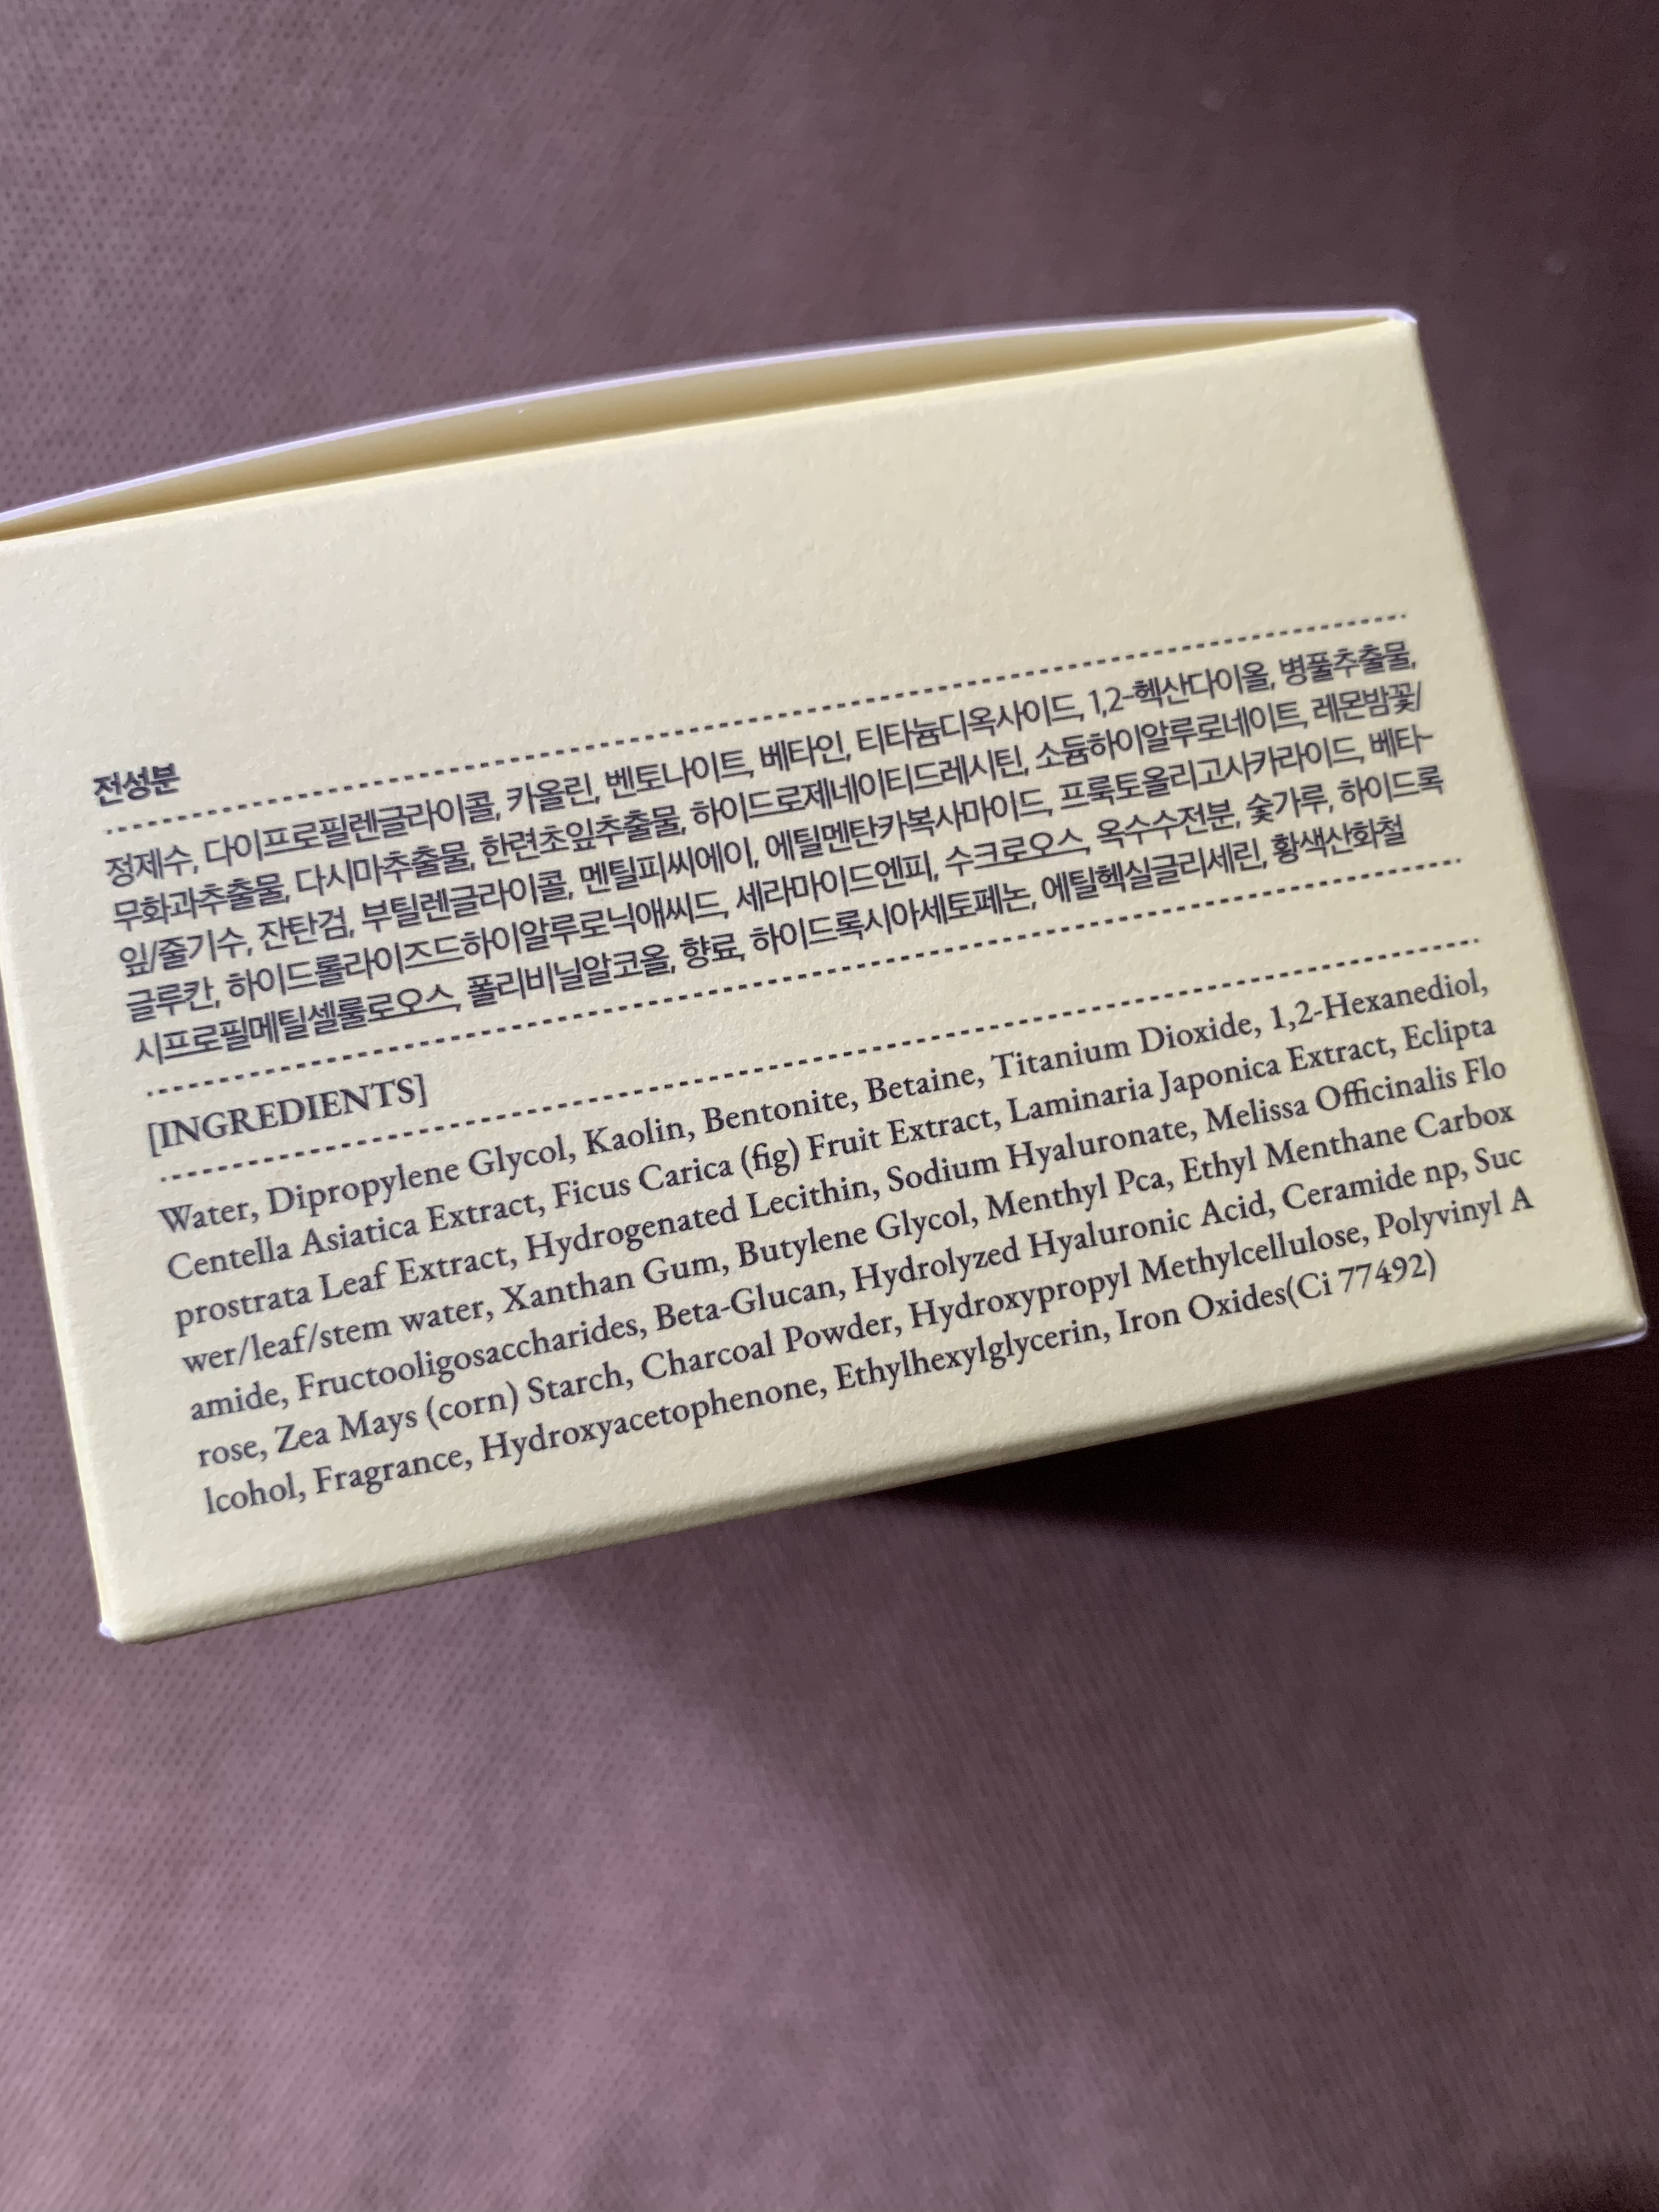 전성분
정제수, 다이프로필렌글라이콜, 카올린, 벤토나이트, 베타인, 티타늄디옥사이드, 1,2-헥산다이올, 병풀추출물,
무화과추출물, 다시마추출물, 한련초잎추출물, 하이드로제네이티드레시틴, 소듐하이알루로네이트, 레몬밤꽃/
잎/줄기수, 잔탄검, 부틸렌글라이콜, 멘틸피씨에이, 에틸멘탄카복사마이드, 프룩토올리고사카라이드, 베타-
글루칸, 하이드롤라이즈드하이알루로닉애씨드, 세라마이드엔피, 수크로오스, 옥수수전분, 숯가루, 하이드록
시프로필메틸셀룰로오스, 폴리비닐알코올, 향료, 하이드록시아세토페논, 에틸헥실글리세린, 황색산화철
[INGREDIENTS]
Water, Dipropylene Glycol, Kaolin, Bentonite, Betaine, Titanium Dioxide, 1,2-Hexanediol,
Centella Asiatica Extract, Ficus Carica (fig) Fruit Extract, Laminaria Japonica Extract, Eclipta
prostrata Leaf Extract, Hydrogenated Lecithin, Sodium Hyaluronate, Melissa Officinalis Flo
wer/leaf/stem water, Xanthan Gum, Butylene Glycol, Menthyl Pca, Ethyl Menthane Carbox
amide, Fructooligosaccharides, Beta-Glucan, Hydrolyzed Hyaluronic Acid, Ceramide np, Suc
rose, Zea Mays (corn) Starch, Charcoal Powder, Hydroxypropyl Methylcellulose, Polyvinyl A
lcohol, Fragrance, Hydroxyacetophenone, Ethylhexylglycerin, Iron Oxides(Ci 77492)